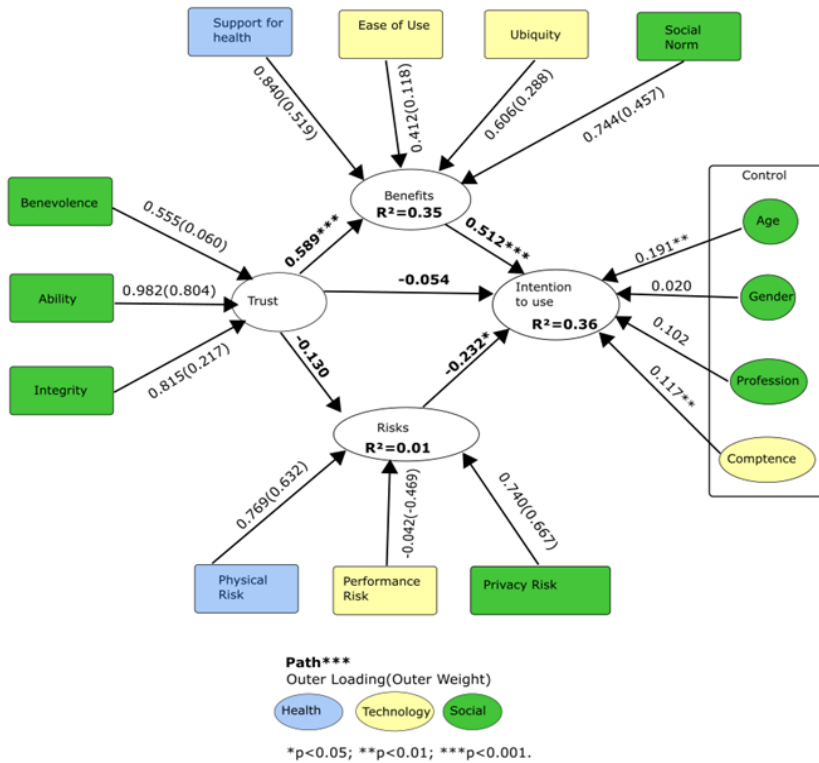 Support for
health
Ease of Use
Ubiquity
Social
Norm
0.840(0.519)
0.412(0.118)
0.606(0.288)
0.744(0.457)
Control
Benevolence
Benefits
R²=0.35
Age
0.555(0.060)
0.589***
0.512***
0.191**
Ability
0.982(0.804)
Trust
-0.054
Intention
to use
R²=0.36
0.020
Gender
Integrity
0.815(0.217)
-0.130
-0.232*
0.102
Profession
0.117**
Risks
R²=0.01
Comptence
0.769(0.632)
-0.042(-0.469)
0.740(0.667)
Physical
Risk
Performance
Risk
Privacy Risk
Path***
Outer Loading(Outer Weight)
Health
Technology
Social
*p<0.05; **p<0.01; ***p<0.001.